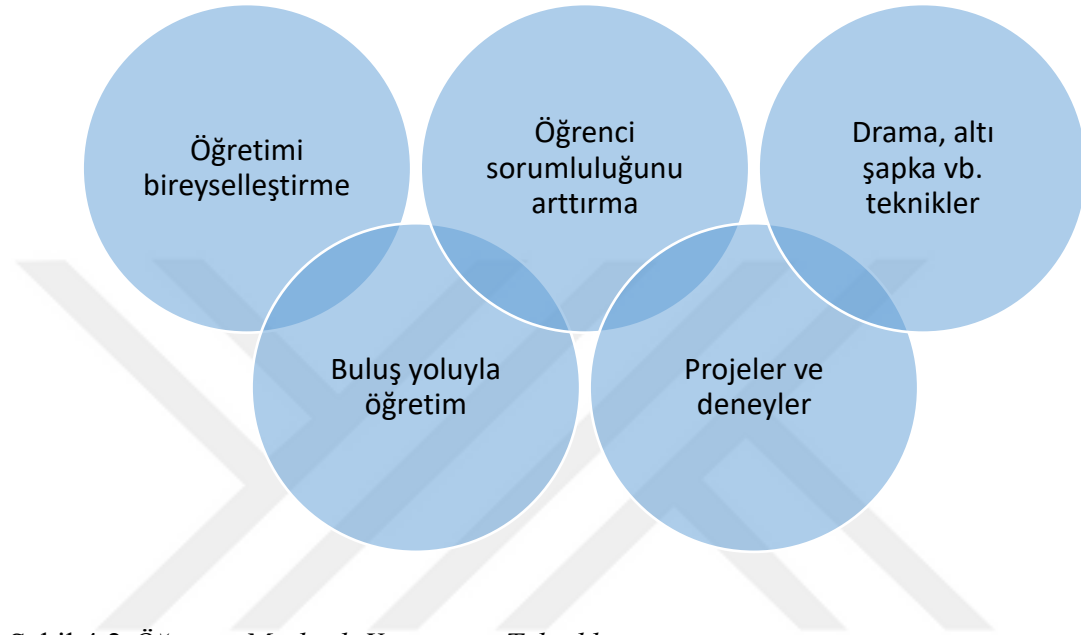 Öğretimi
bireyselleştirme
Öğrenci
sorumluluğunu
arttırma
Drama, altı
şapka vb.
teknikler
Buluş yoluyla
öğretim
Projeler ve
deneyler